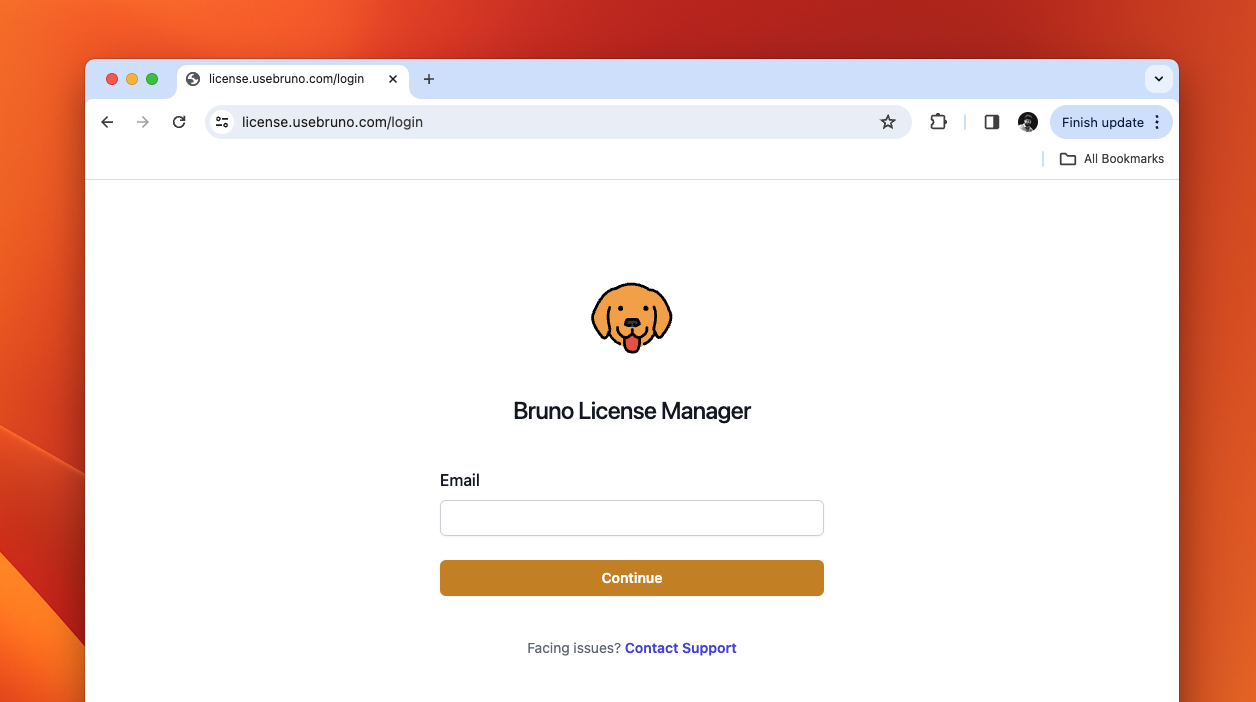 license.usebruno.com/login
license.usebruno.com/login
Finish update
All Bookmarks
Bruno License Manager
Email
Continue
Facing issues? Contact Support